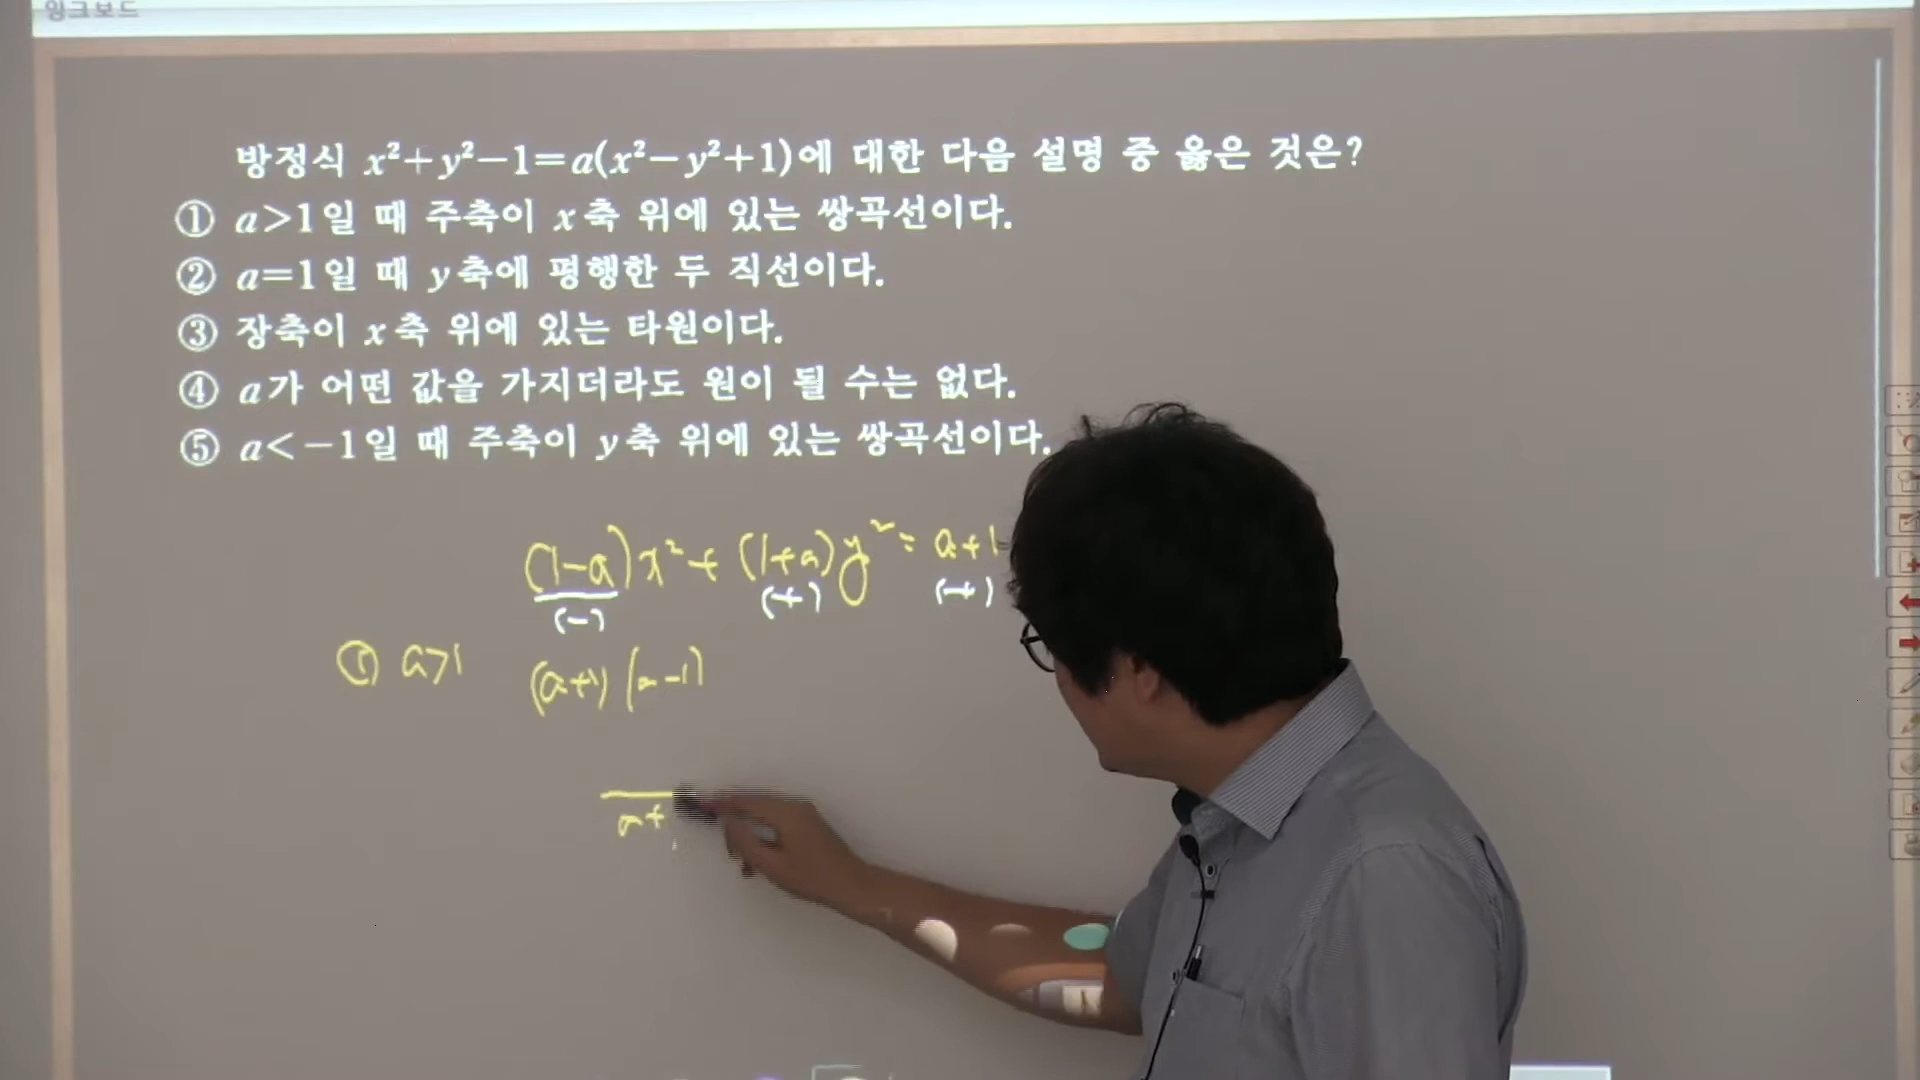 잉크보드
방정식 x²+y²−1=a(x²−y²+1)에 대한 다음 설명 중 옳은 것은?
① a>1일 때 주축이 x축 위에 있는 쌍곡선이다.
② a=1일 때 y축에 평행한 두 직선이다.
③ 장축이 x축 위에 있는 타원이다.
④ a가 어떤 값을 가지더라도 원이 될 수는 없다.
⑤ a<−1일 때 주축이 y축 위에 있는 쌍곡선이다.
(1-a)x²+(1+a)y²=a+1
(-) (+) (+)
① a>1 (a+1)(a-1)
a+